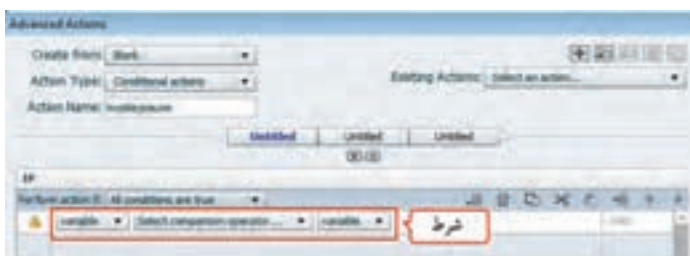 Advanced Actions
Create from: Blank
Action Type: Conditional actions
Existing Actions: Select an action...
Action Name:
Untitled Untitled Untitled
IF
Perform action if: All conditions are true
variable Select comparison operator ... variable شرط